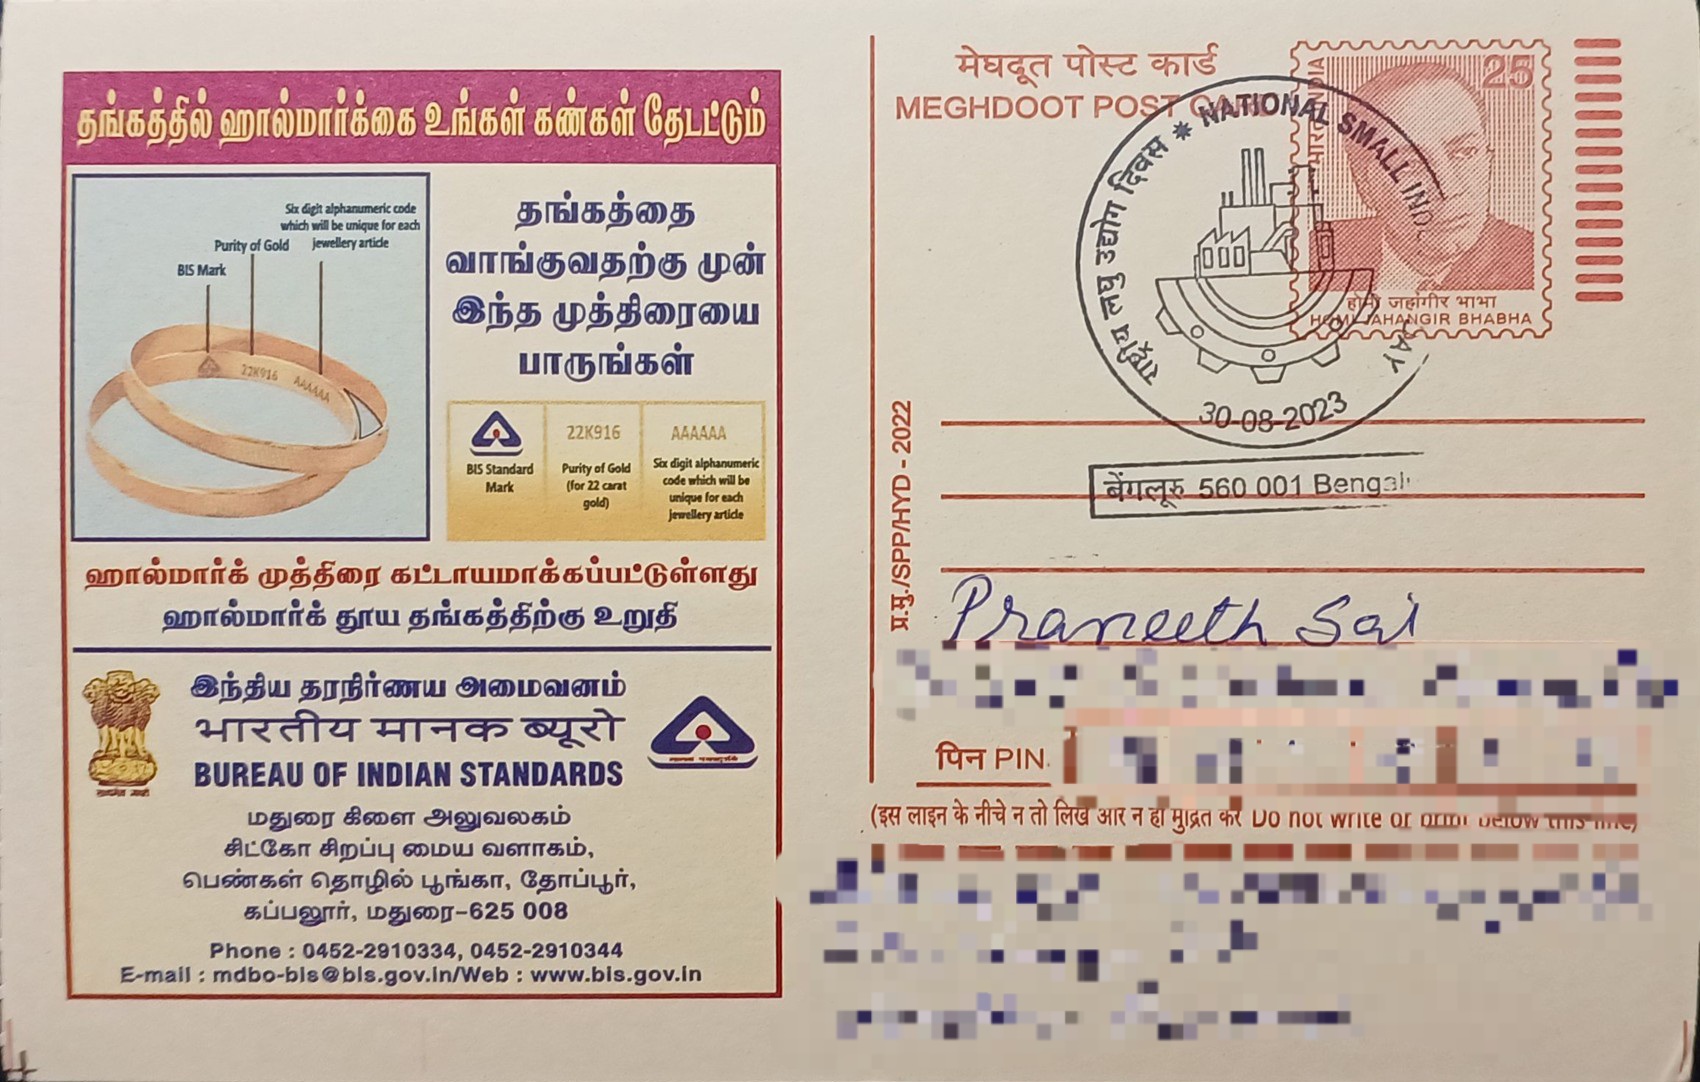 தங்கத்தில் ஹால்மார்க்கை உங்கள் கண்கள் தேடட்டும்
Six digit alphanumeric code
which will be unique for each
jewellery article
Purity of Gold
BIS Mark
22K916 AAAAAA
தங்கத்தை
வாங்குவதற்கு முன்
இந்த முத்திரையை
பாருங்கள்
BIS Standard
Mark
22K916
Purity of Gold
(for 22 carat
gold)
AAAAAA
Six digit alphanumeric
code which will be
unique for each
jewellery article
ஹால்மார்க் முத்திரை கட்டாயமாக்கப்பட்டுள்ளது
ஹால்மார்க் தூய தங்கத்திற்கு உறுதி
இந்திய தரநிர்ணய அமைவனம்
भारतीय मानक ब्यूरो
BUREAU OF INDIAN STANDARDS
மதுரை கிளை அலுவலகம்
சிட்கோ சிறப்பு மைய வளாகம்,
பெண்கள் தொழில் பூங்கா, தோப்பூர்,
கப்பலூர், மதுரை-625 008
Phone : 0452-2910334, 0452-2910344
E-mail : mdbo-bis@bis.gov.in/Web : www.bis.gov.in
मेघदूत पोस्ट कार्ड
MEGHDOOT POST CARD
भारत INDIA
25
होमी जहांगीर भाभा
HOMI JAHANGIR BHABHA
राष्ट्रीय लघु उद्योग दिवस * NATIONAL SMALL INDU DAY
30-08-2023
बेंगलूरु 560 001 Bengal
प्र.मु./SPP/HYD - 2022
Praneeth Sai
पिन PIN
(इस लाइन के नीचे न तो लिखें और न ही मुद्रित करें Do not write or print below this line)